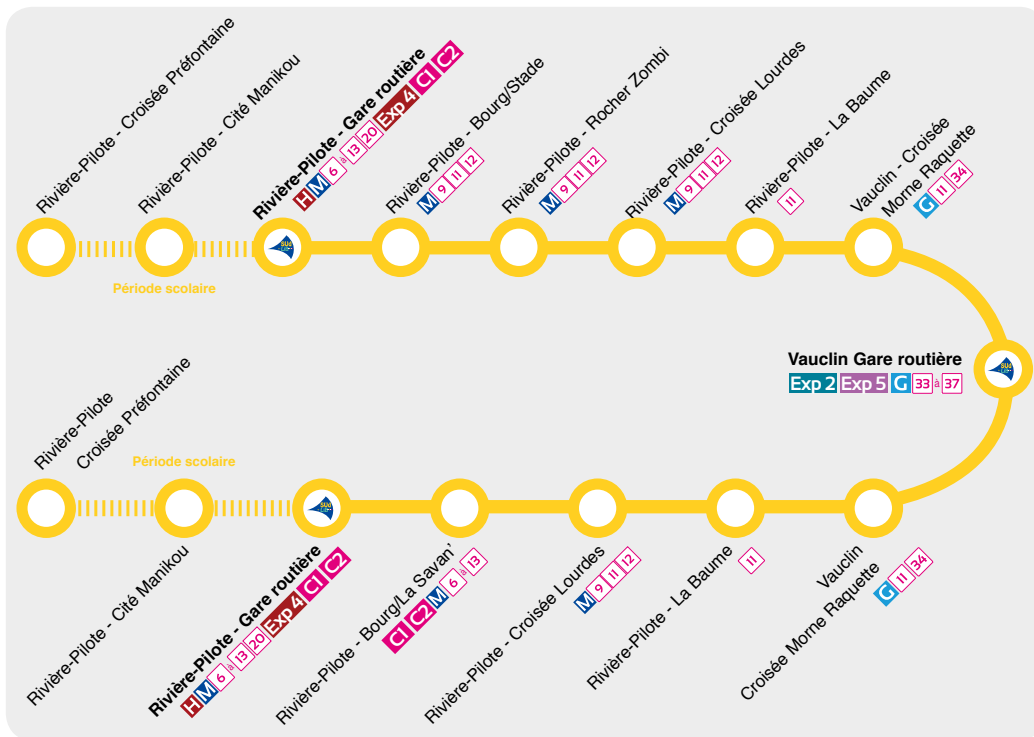 Rivière-Pilote - Croisée Préfontaine
Rivière-Pilote - Cité Manikou
Rivière-Pilote - Gare routière
H M 6 à 13 20 Exp 4 C1 C2
Rivière-Pilote - Bourg/Stade
M 9 11 12
Rivière-Pilote - Rocher Zombi
M 9 11 12
Rivière-Pilote - Croisée Lourdes
M 9 11 12
Rivière-Pilote - La Baume
11
Vauclin - Croisée
Morne Raquette
G 11 34
Période scolaire
Vauclin Gare routière
Exp 2 Exp 5 G 33 à 37
Rivière-Pilote
Croisée Préfontaine
Période scolaire
Rivière-Pilote - Cité Manikou
Rivière-Pilote - Gare routière
H M 6 à 13 20 Exp 4 C1 C2
Rivière-Pilote - Bourg/La Savan'
C1 C2 M 6 à 13
Rivière-Pilote - Croisée Lourdes
M 9 11 12
Rivière-Pilote - La Baume
11
Vauclin
Croisée Morne Raquette
G 11 34